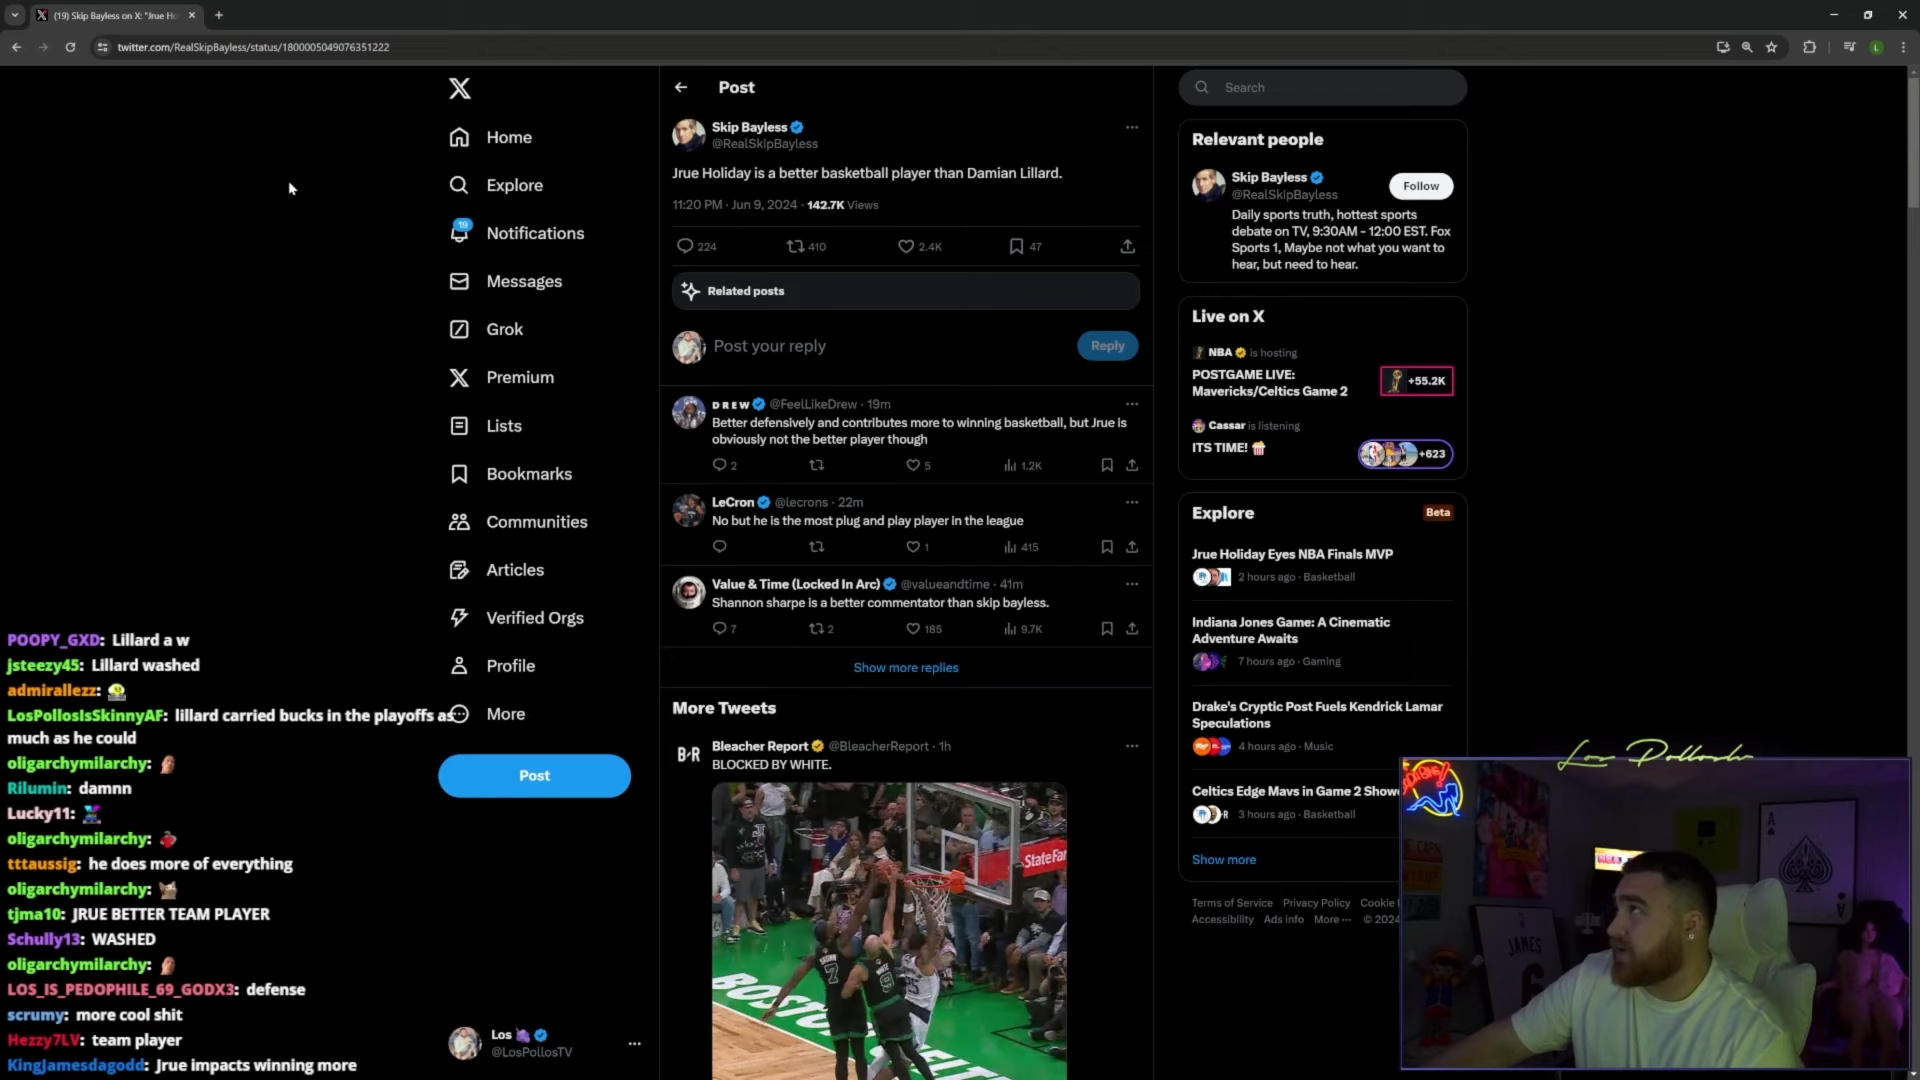 (19) Skip Bayless on X: "Jrue Ho
twitter.com/RealSkipBayless/status/1800005049076351222
L
Home
Explore
19
Notifications
Messages
Grok
Premium
Lists
Bookmarks
Communities
Articles
Verified Orgs
Profile
More
Post
Los
@LosPollosTV
Post
Skip Bayless
@RealSkipBayless
Jrue Holiday is a better basketball player than Damian Lillard.
11:20 PM · Jun 9, 2024 · 142.7K Views
224 410 2.4K 47
Related posts
Post your reply
Reply
DREW @FeelLikeDrew · 19m
Better defensively and contributes more to winning basketball, but Jrue is
obviously not the better player though
2 5 1.2K
LeCron @lecrons · 22m
No but he is the most plug and play player in the league
1 415
Value & Time (Locked In Arc) @valueandtime · 41m
Shannon sharpe is a better commentator than skip bayless.
7 2 185 9.7K
Show more replies
More Tweets
B/R
Bleacher Report @BleacherReport · 1h
BLOCKED BY WHITE.
State Far
BROWN
7
WHITE
9
25
BOSTON
CELTI
Search
Relevant people
Skip Bayless
@RealSkipBayless
Follow
Daily sports truth, hottest sports
debate on TV, 9:30AM - 12:00 EST. Fox
Sports 1, Maybe not what you want to
hear, but need to hear.
Live on X
NBA is hosting
POSTGAME LIVE:
Mavericks/Celtics Game 2
+55.2K
Cassar is listening
ITS TIME!
+623
Explore
Beta
Jrue Holiday Eyes NBA Finals MVP
2 hours ago · Basketball
Indiana Jones Game: A Cinematic
Adventure Awaits
7 hours ago · Gaming
Drake's Cryptic Post Fuels Kendrick Lamar
Speculations
4 hours ago · Music
Celtics Edge Mavs in Game 2 Showd
3 hours ago · Basketball
Show more
Terms of Service Privacy Policy Cookie
Accessibility Ads info More ··· © 2024
POOPY_GXD: Lillard a w
jsteezy45: Lillard washed
admirallezz:
LosPollosIsSkinnyAF: lillard carried bucks in the playoffs as
much as he could
oligarchymilarchy:
Rilumin: damnn
Lucky11:
oligarchymilarchy:
tttaussig: he does more of everything
oligarchymilarchy:
tjma10: JRUE BETTER TEAM PLAYER
Schully13: WASHED
oligarchymilarchy:
LOS_IS_PEDOPHILE_69_GODX3: defense
scrumy: more cool shit
Hezzy7LV: team player
KingJamesdagodd: Jrue impacts winning more
JAMES
6
A